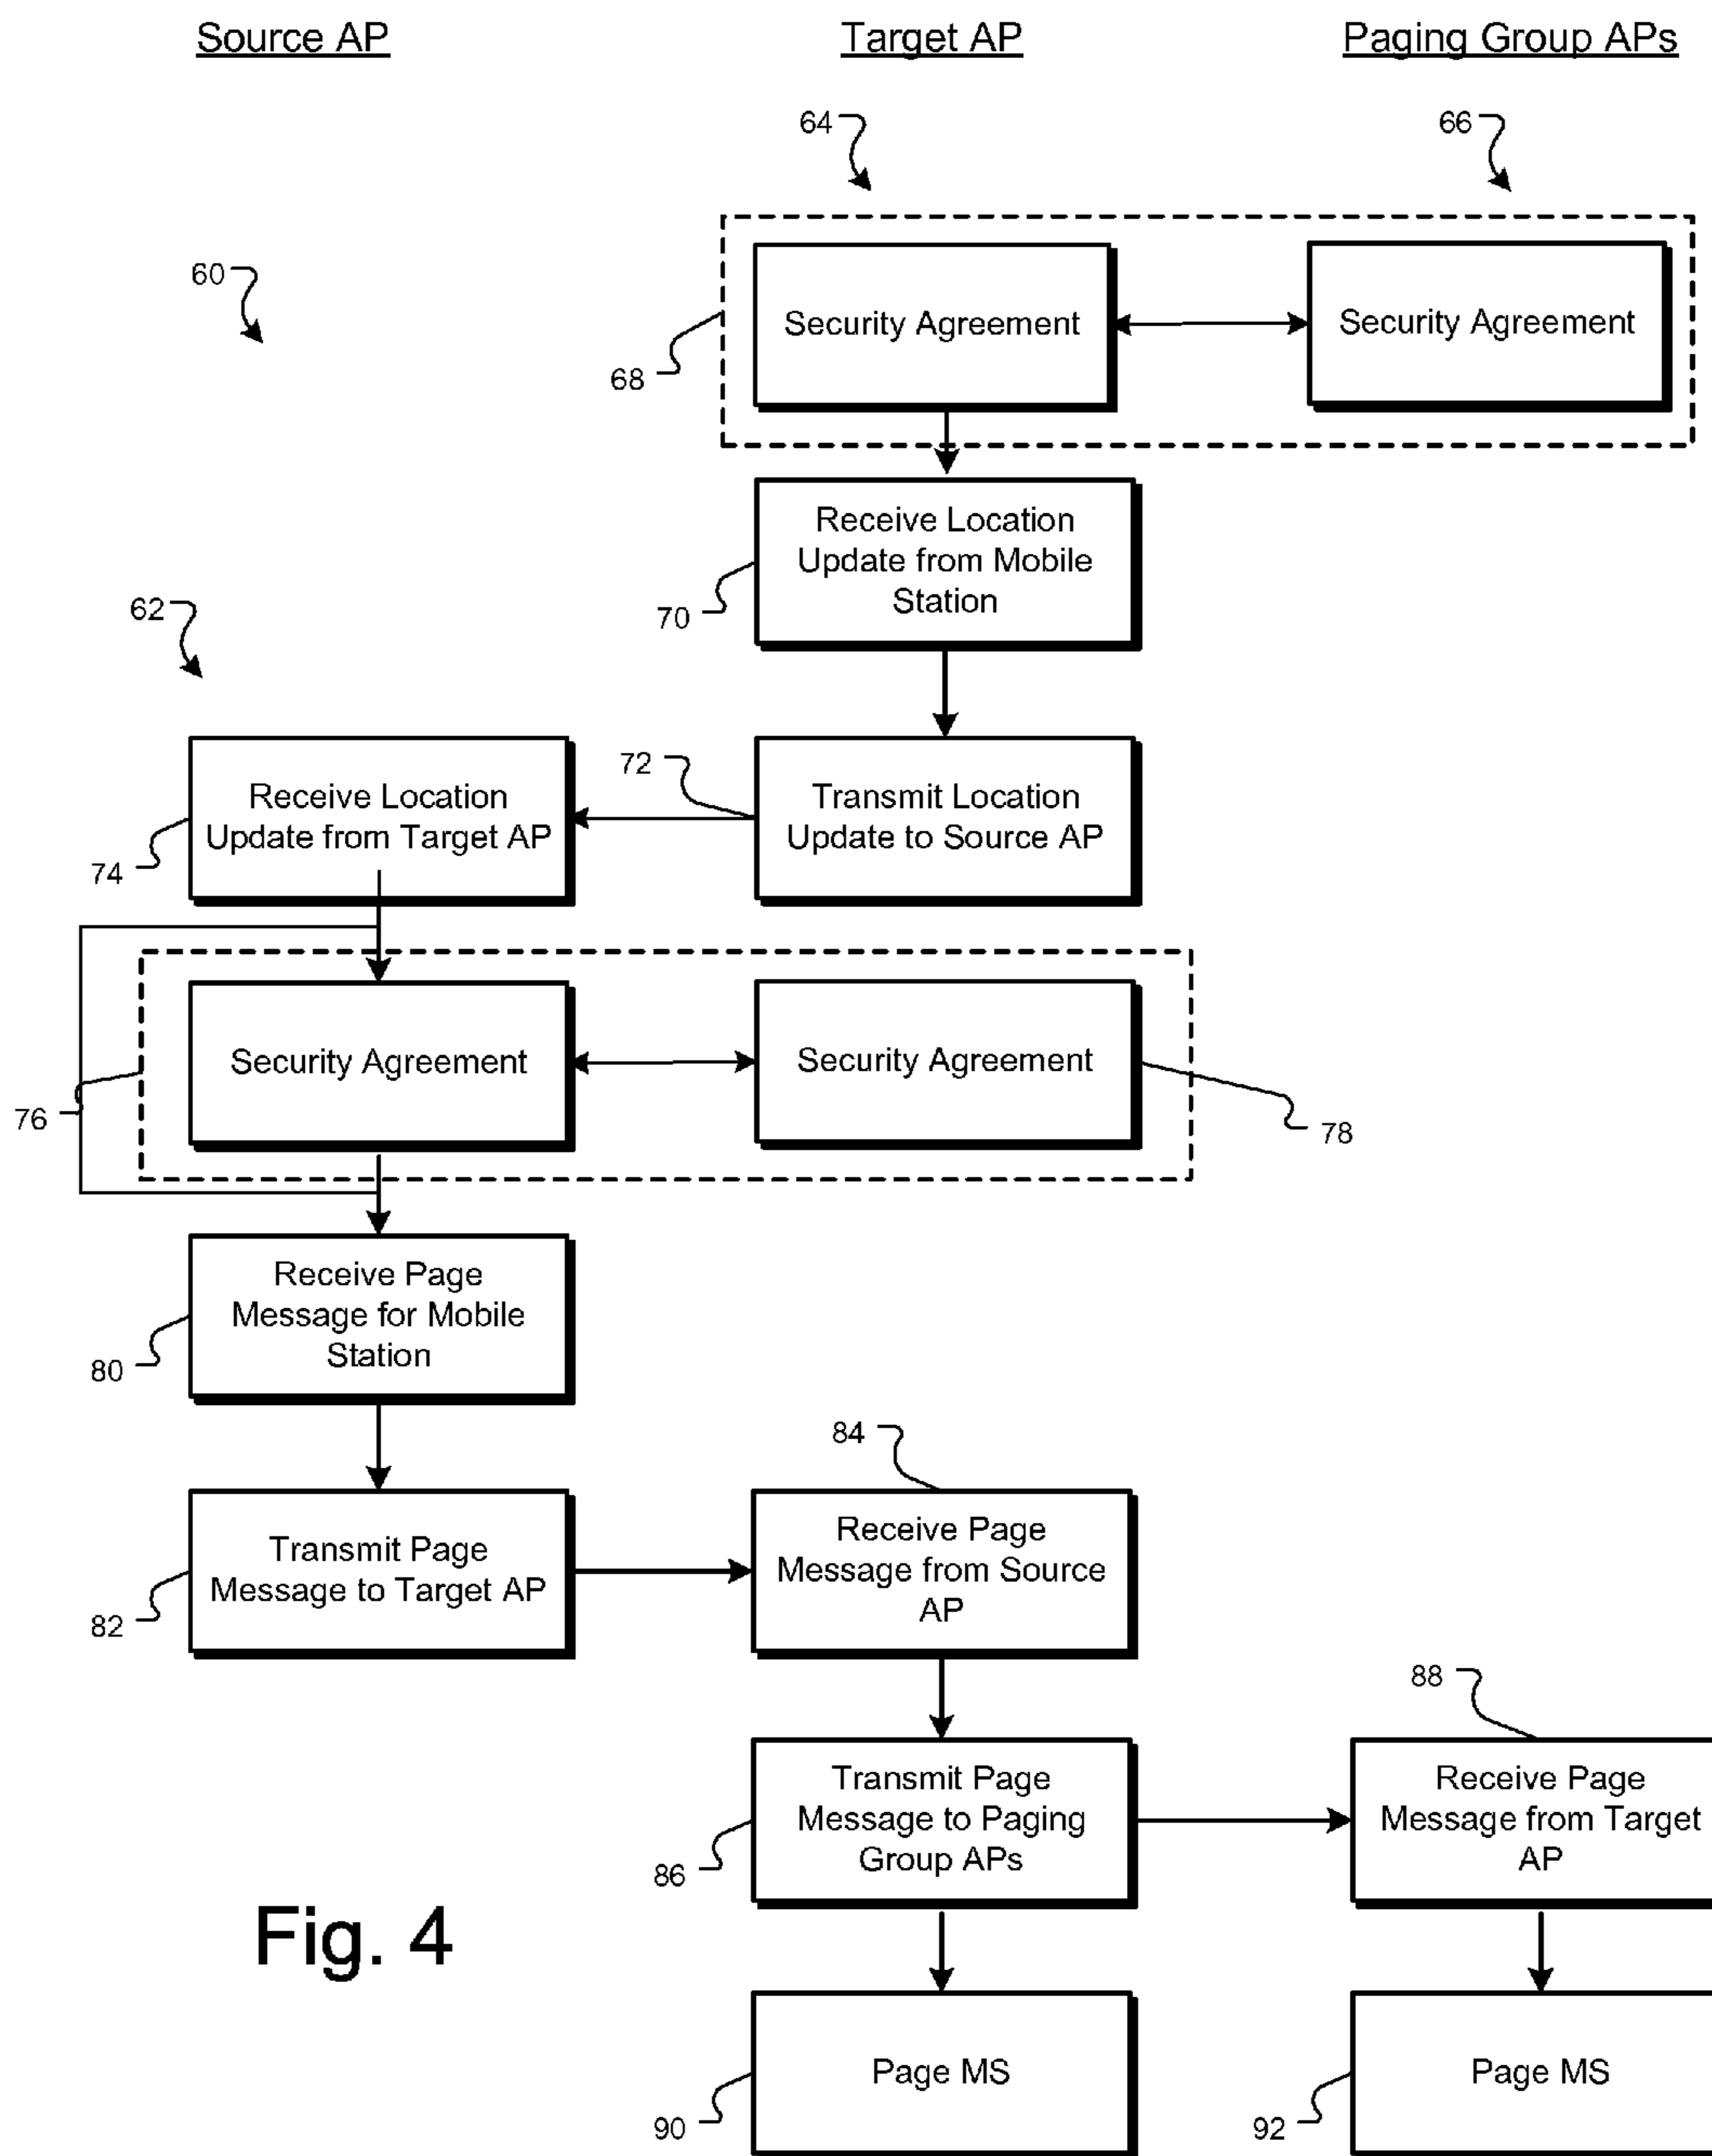 Source AP
Target AP
Paging Group APs
64
66
60
Security Agreement
Security Agreement
68
Receive Location
Update from Mobile
Station
70
62
72
Receive Location
Update from Target AP
Transmit Location
Update to Source AP
74
Security Agreement
Security Agreement
76
78
Receive Page
Message for Mobile
Station
80
84
Transmit Page
Message to Target AP
Receive Page
Message from Source
AP
82
88
Transmit Page
Message to Paging
Group APs
Receive Page
Message from Target
AP
86
Fig. 4
Page MS
Page MS
90
92